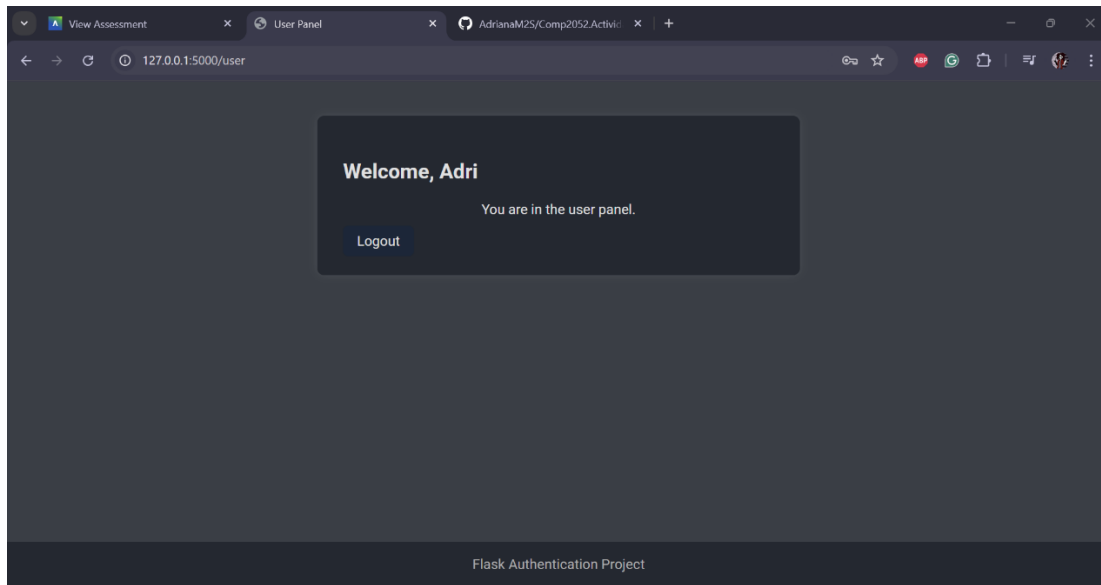 View Assessment
User Panel
AdrianaM2S/Comp2052.Activid
127.0.0.1:5000/user
ABP
Welcome, Adri
You are in the user panel.
Logout
Flask Authentication Project